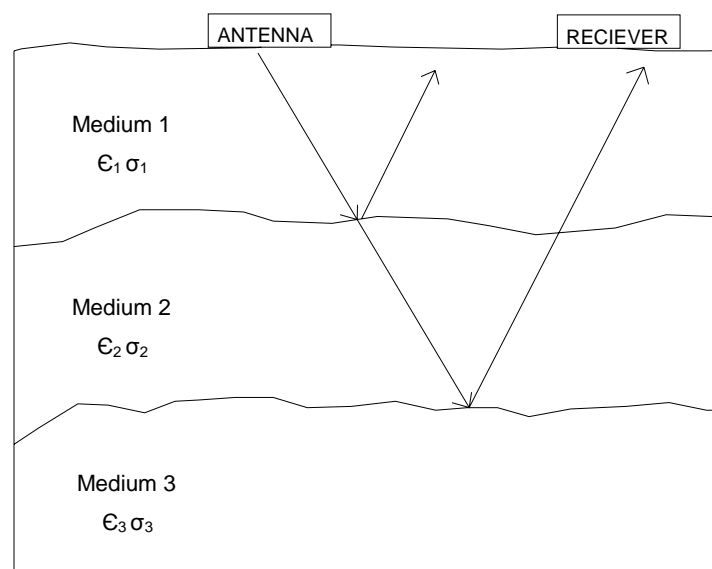 ANTENNA
RECIEVER
Medium 1
Є₁ σ₁
Medium 2
Є₂ σ₂
Medium 3
Є₃ σ₃